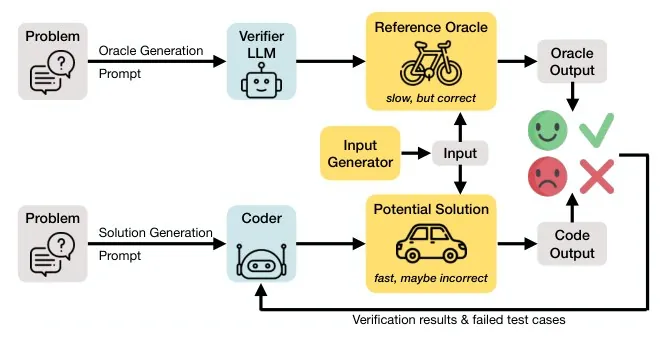 Problem
Oracle Generation
Prompt
Verifier
LLM
Reference Oracle
slow, but correct
Oracle
Output
Input
Generator
Input
Problem
Solution Generation
Prompt
Coder
Potential Solution
fast, maybe incorrect
Code
Output
Verification results & failed test cases